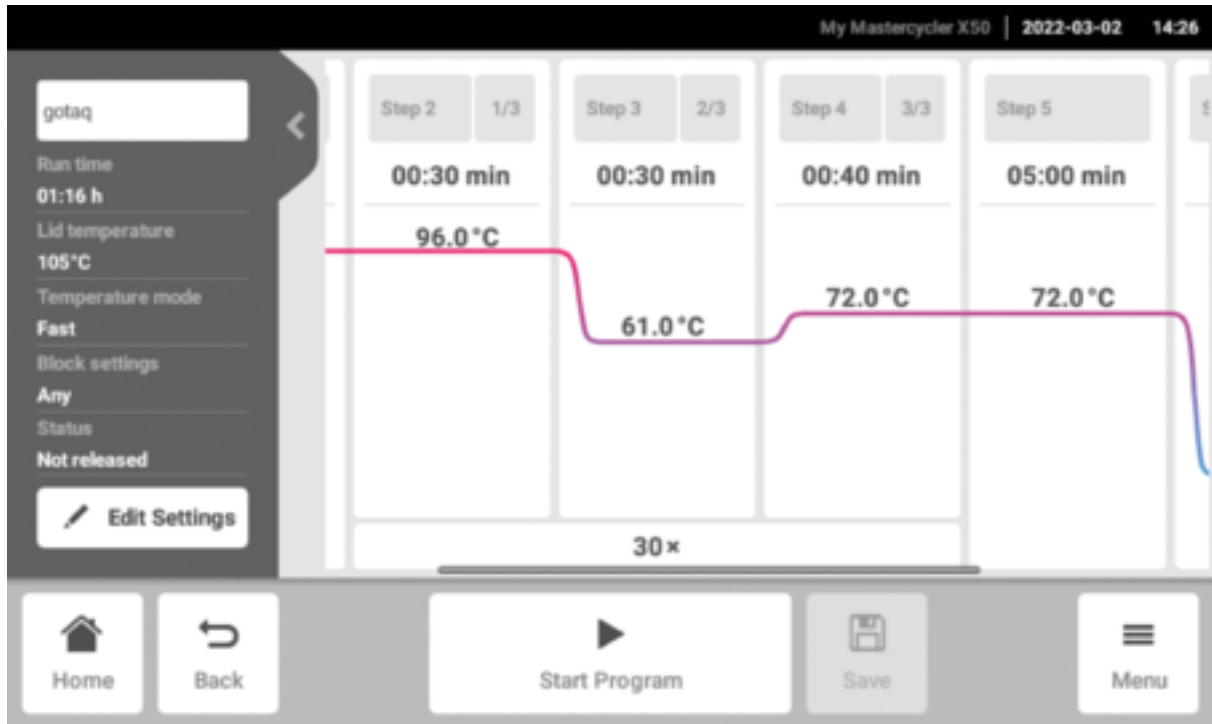 My Mastercycler X50 | 2022-03-02 14:26
gotaq
Run time
01:16 h
Lid temperature
105°C
Temperature mode
Fast
Block settings
Any
Status
Not released
Edit Settings
Step 2 1/3
00:30 min
96.0°C
Step 3 2/3
00:30 min
61.0°C
Step 4 3/3
00:40 min
72.0°C
Step 5
05:00 min
72.0°C
30×
Home
Back
Start Program
Save
Menu